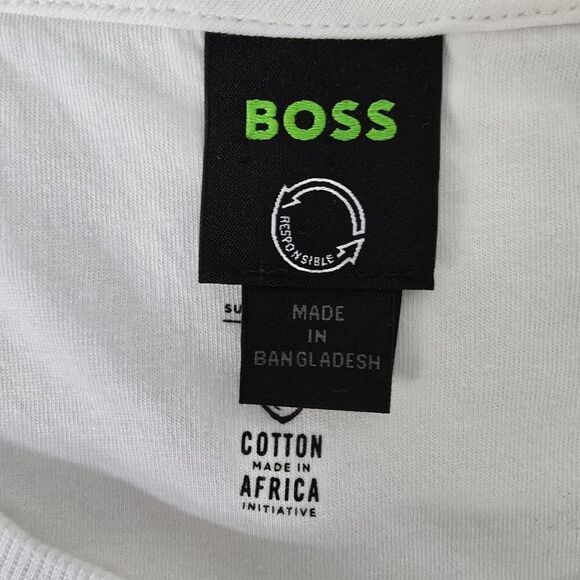 BOSS
RESPONSIBLE
MADE
IN
BANGLADESH
COTTON
MADE IN
AFRICA
INITIATIVE